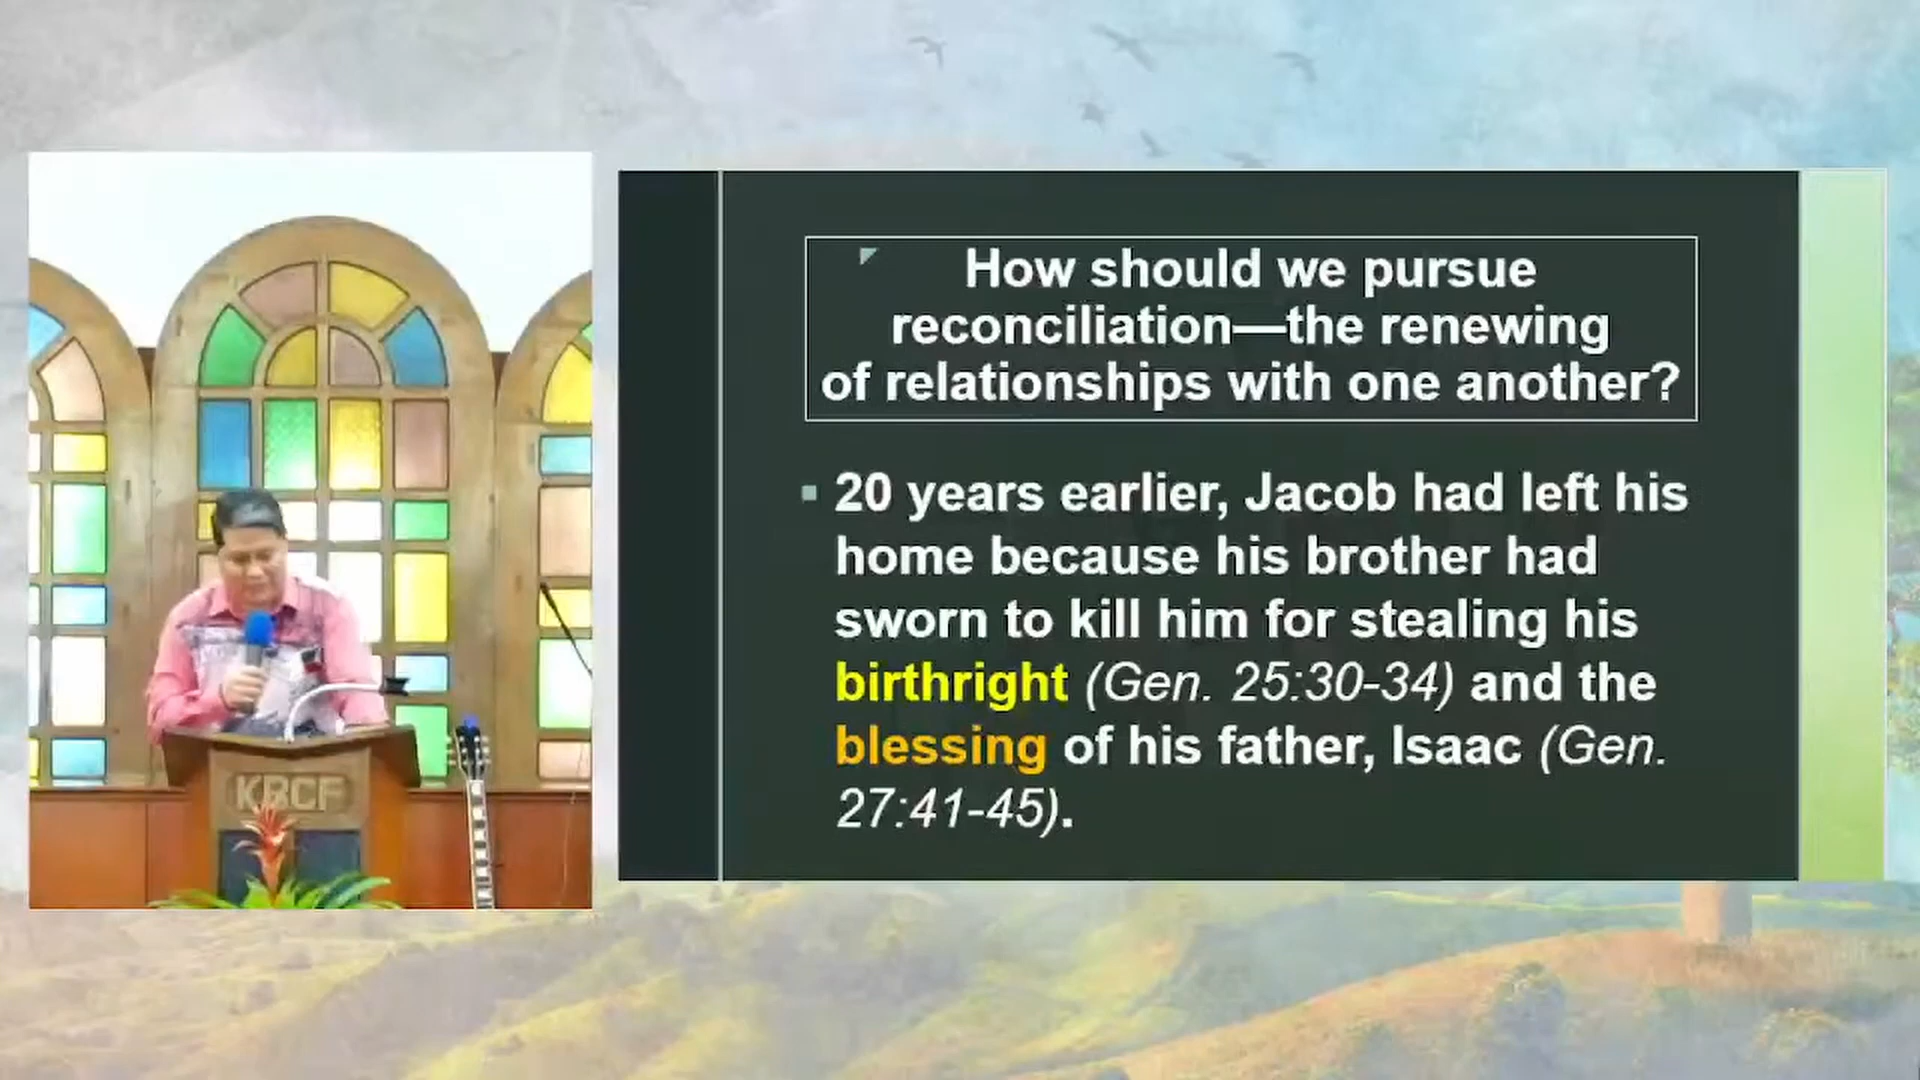 KBCF
How should we pursue
reconciliation—the renewing
of relationships with one another?
20 years earlier, Jacob had left his
home because his brother had
sworn to kill him for stealing his
birthright (Gen. 25:30-34) and the
blessing of his father, Isaac (Gen.
27:41-45).